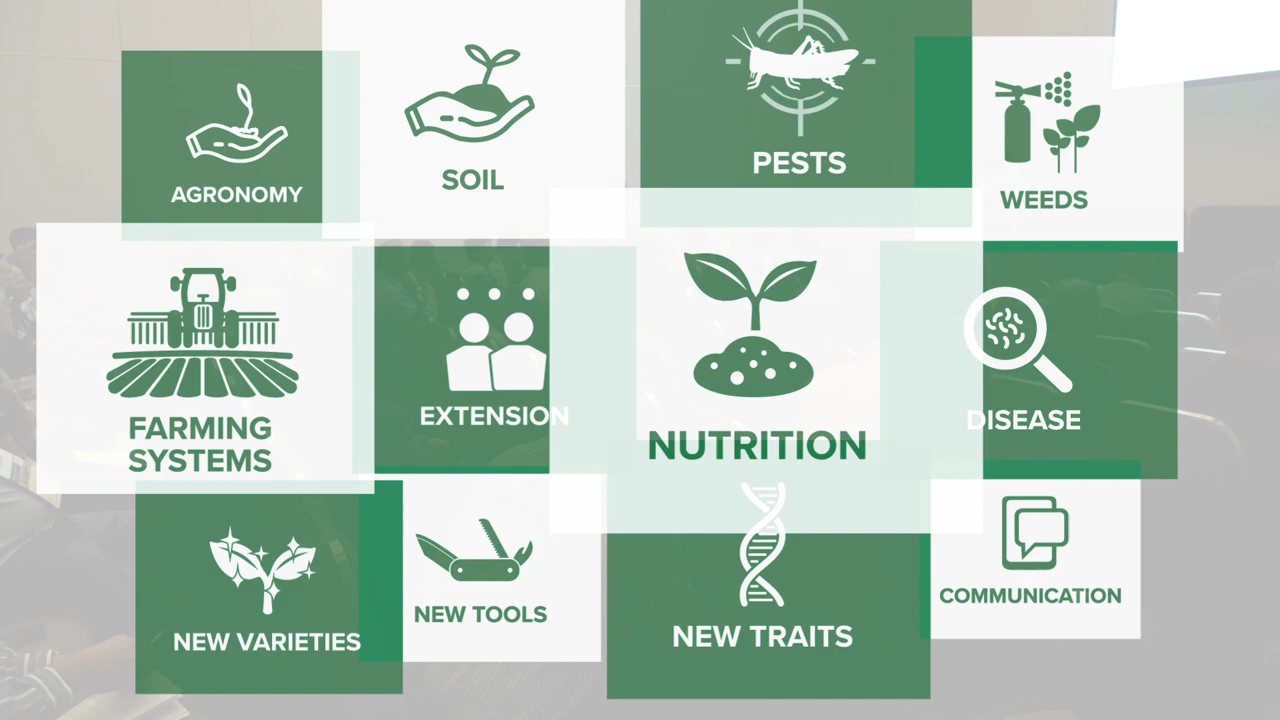 AGRONOMY
SOIL
PESTS
WEEDS
FARMING
SYSTEMS
EXTENSION
NUTRITION
DISEASE
NEW VARIETIES
NEW TOOLS
NEW TRAITS
COMMUNICATION